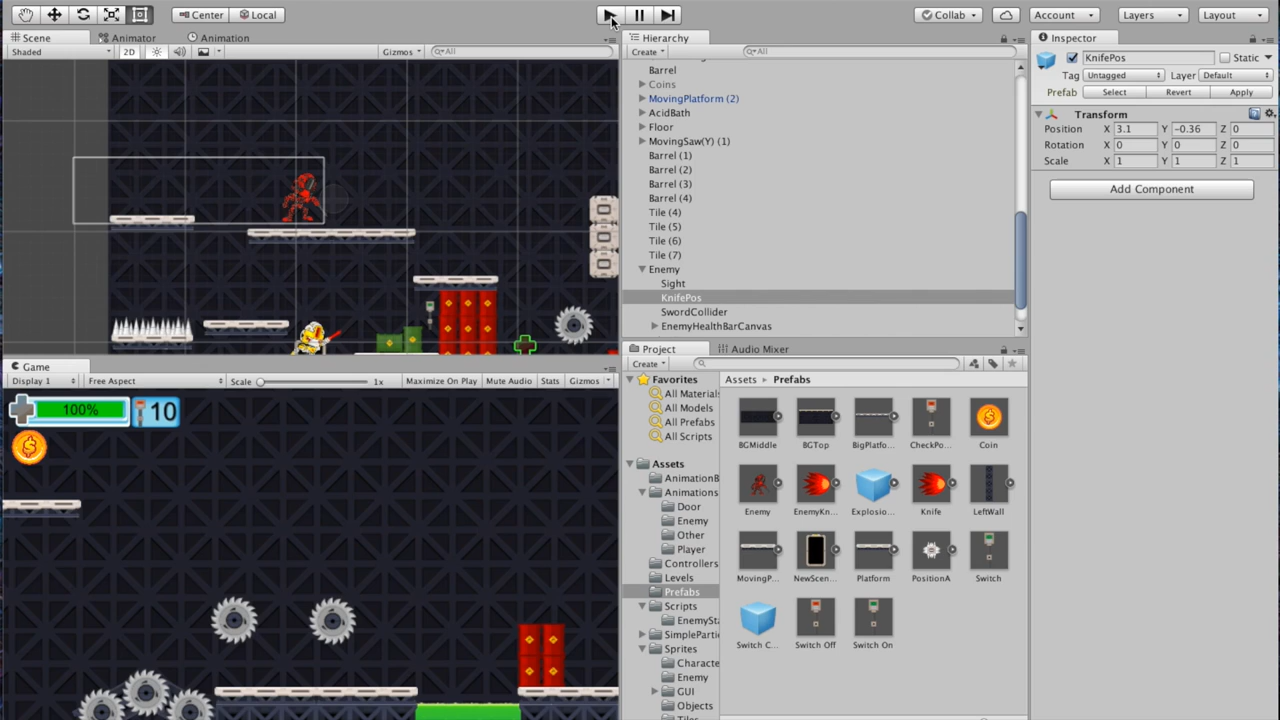 Center Local Collab Account Layers Layout
Scene Animator Animation
Shaded 2D Gizmos All
Hierarchy
Create All
Barrel
Coins
MovingPlatform (2)
AcidBath
Floor
MovingSaw(Y) (1)
Barrel (1)
Barrel (2)
Barrel (3)
Barrel (4)
Tile (4)
Tile (5)
Tile (6)
Tile (7)
Enemy
Sight
KnifePos
SwordCollider
EnemyHealthBarCanvas
Inspector
KnifePos Static
Tag Untagged Layer Default
Prefab Select Revert Apply
Transform
Position X 3.1 Y -0.36 Z 0
Rotation X 0 Y 0 Z 0
Scale X 1 Y 1 Z 1
Add Component
Game
Display 1 Free Aspect Scale 1x Maximize On Play Mute Audio Stats Gizmos
100% 10
Project Audio Mixer
Create
Favorites
All Materials
All Models
All Prefabs
All Scripts
Assets
AnimationB
Animations
Door
Enemy
Other
Player
Controllers
Levels
Prefabs
Scripts
EnemySta
SimpleParti
Sprites
Characte
Enemy
GUI
Objects
Tiles
Assets Prefabs
BGMiddle BGTop BigPlatfo... CheckPo... Coin
Enemy EnemyKn... Explosio... Knife LeftWall
MovingP... NewScen... Platform PositionA Switch
Switch C... Switch Off Switch On